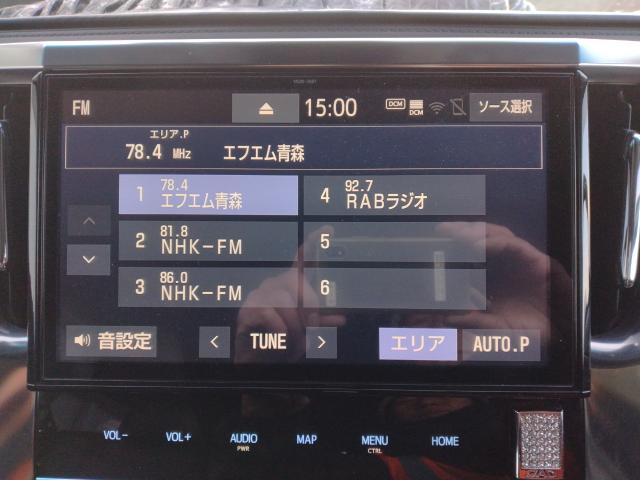 FM
15:00
DCM
DCM
ソース選択
エリア.P
78.4 MHz エフエム青森
1 78.4 エフエム青森
4 92.7 RABラジオ
2 81.8 NHK-FM
5
3 86.0 NHK-FM
6
音設定
TUNE
エリア
AUTO.P
VOL-
VOL+
AUDIO
PWR
MAP
MENU
CTRL
HOME